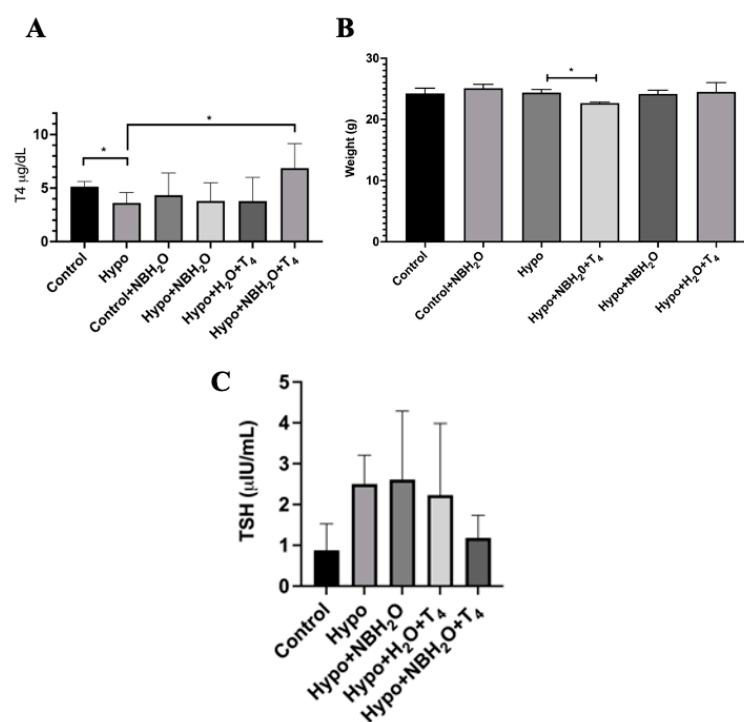 A
T4 µg/dL
10
5
0
*
*
Control
Hypo
Control+NBH₂O
Hypo+NBH₂O
Hypo+H₂O+T₄
Hypo+NBH₂O+T₄
B
Weight (g)
30
20
10
0
*
Control
Control+NBH₂O
Hypo
Hypo+NBH₂0+T₄
Hypo+NBH₂O
Hypo+H₂O+T₄
C
TSH (µIU/mL)
5
4
3
2
1
0
Control
Hypo
Hypo+NBH₂O
Hypo+H₂O+T₄
Hypo+NBH₂O+T₄